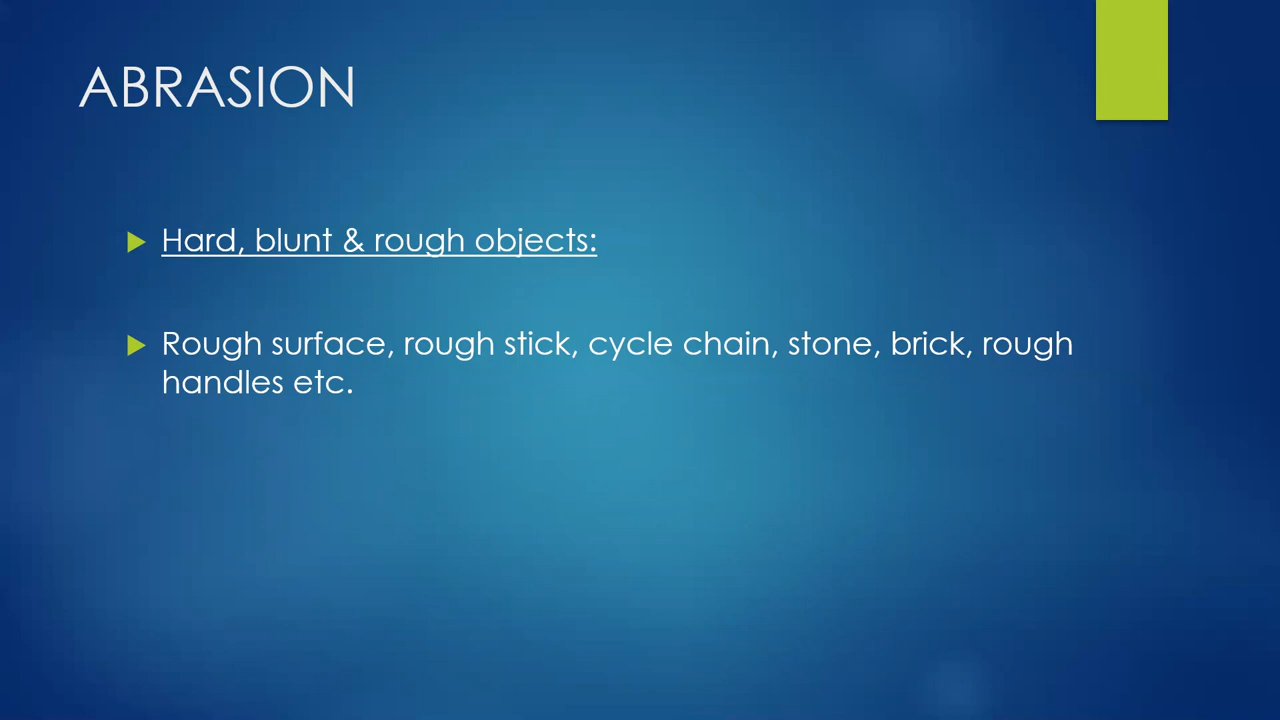 ABRASION
Hard, blunt & rough objects:
Rough surface, rough stick, cycle chain, stone, brick, rough
handles etc.